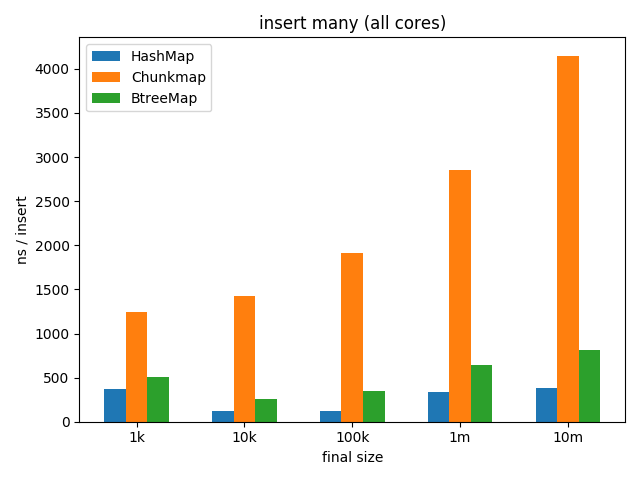 insert many (all cores)
HashMap
Chunkmap
BtreeMap
ns / insert
4000
3500
3000
2500
2000
1500
1000
500
0
1k 10k 100k 1m 10m
final size